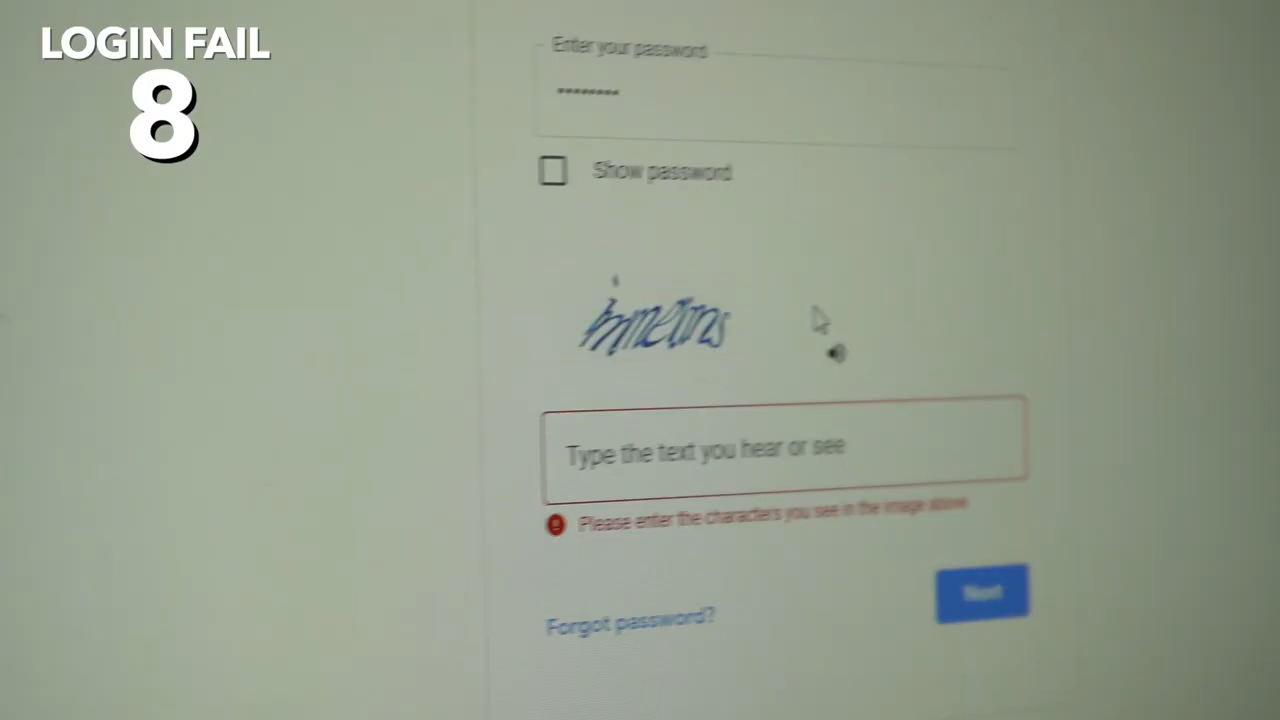 LOGIN FAIL
8
Enter your password
Show password
Type the text you hear or see
Please enter the characters you see in the image above
Next
Forgot password?